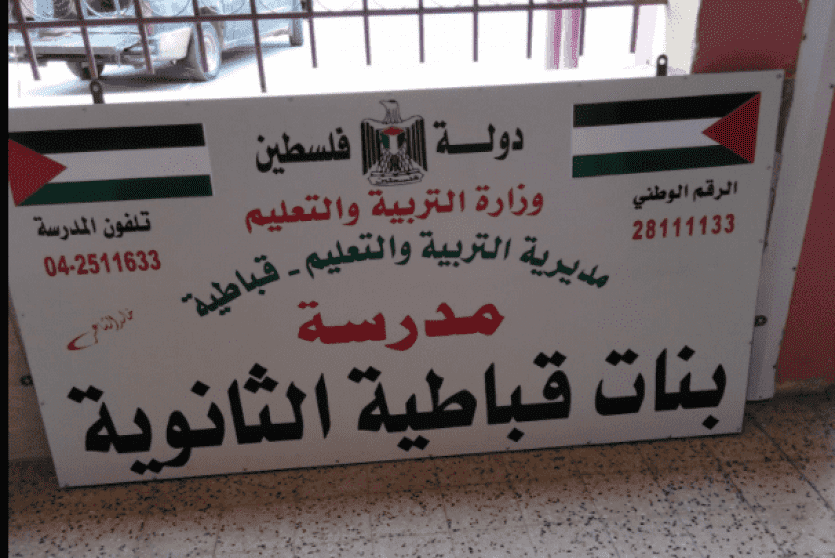 دولة فلسطين
وزارة التربية والتعليم
مديرية التربية والتعليم - قباطية
الرقم الوطني
28111133
تلفون المدرسة
04-2511633
مدرسة
بنات قباطية الثانوية